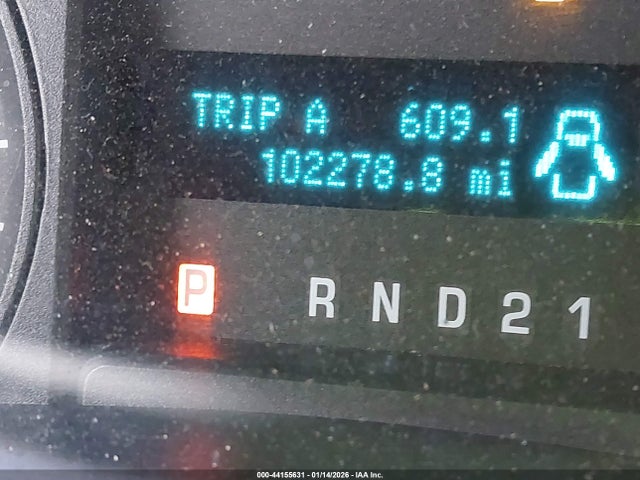 TRIP A 609.1
102278.8 mi
P R N D 2 1
000-44155631 - 01/14/2026 - IAA Inc.